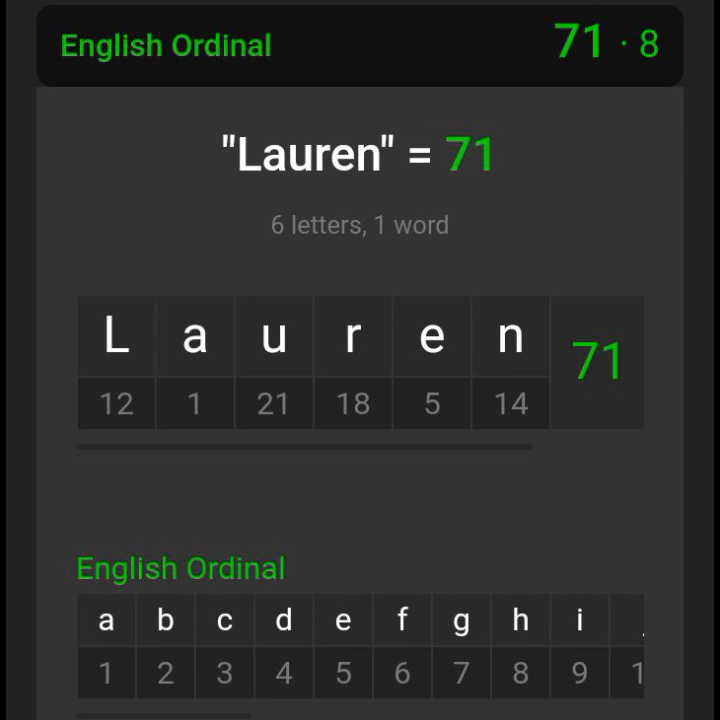 English Ordinal 71 · 8
"Lauren" = 71
6 letters, 1 word
L a u r e n 71
12 1 21 18 5 14
English Ordinal
a b c d e f g h i
1 2 3 4 5 6 7 8 9 1